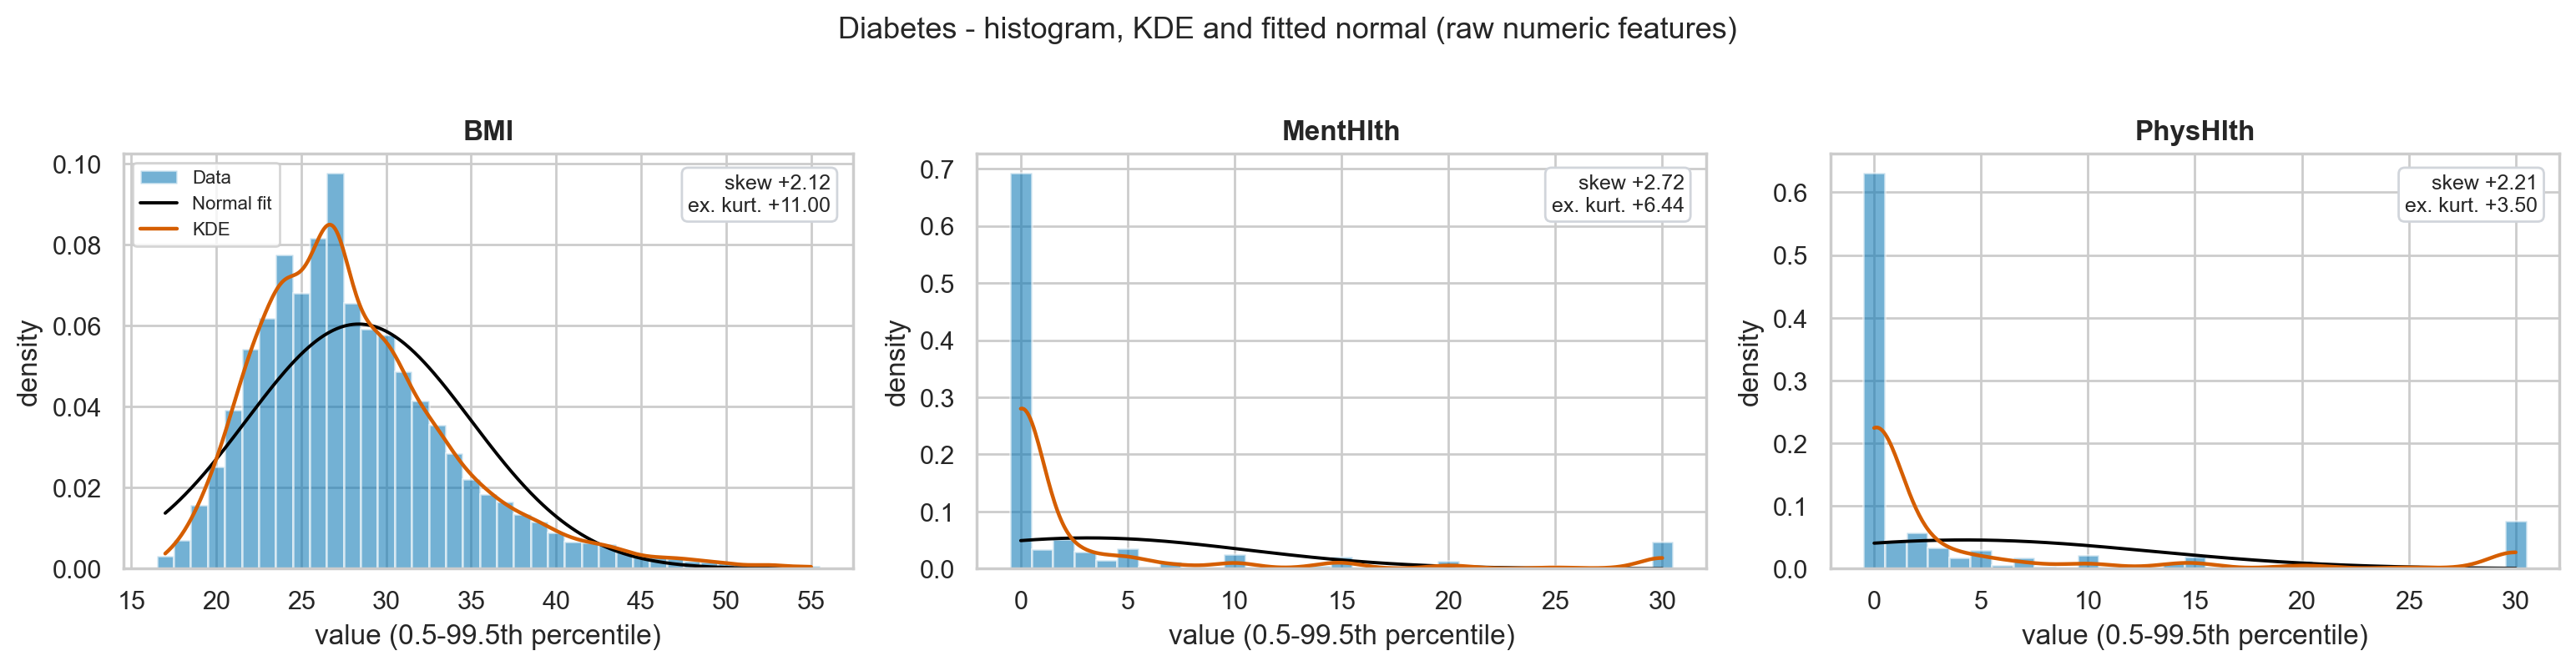 Diabetes - histogram, KDE and fitted normal (raw numeric features)
BMI
density
0.10
0.08
0.06
0.04
0.02
0.00
Data
Normal fit
KDE
skew +2.12
ex. kurt. +11.00
15 20 25 30 35 40 45 50 55
value (0.5-99.5th percentile)
MentHlth
density
0.7
0.6
0.5
0.4
0.3
0.2
0.1
0.0
skew +2.72
ex. kurt. +6.44
0 5 10 15 20 25 30
value (0.5-99.5th percentile)
PhysHlth
density
0.6
0.5
0.4
0.3
0.2
0.1
0.0
skew +2.21
ex. kurt. +3.50
0 5 10 15 20 25 30
value (0.5-99.5th percentile)